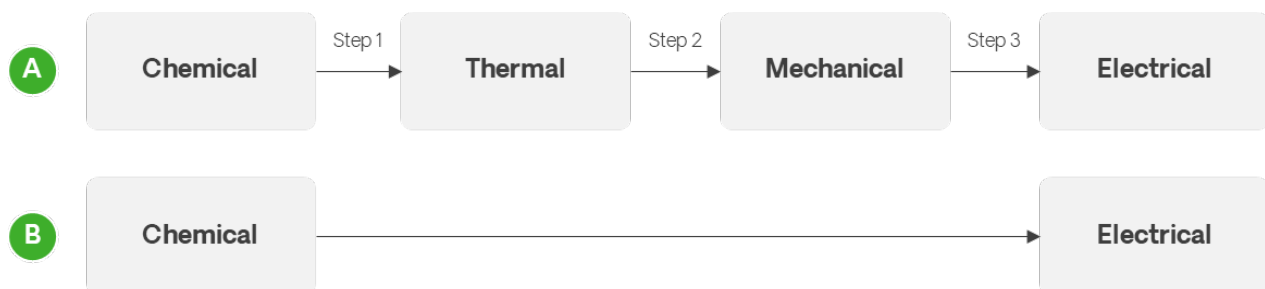 A
Chemical
Step 1
Thermal
Step 2
Mechanical
Step 3
Electrical
B
Chemical
Electrical